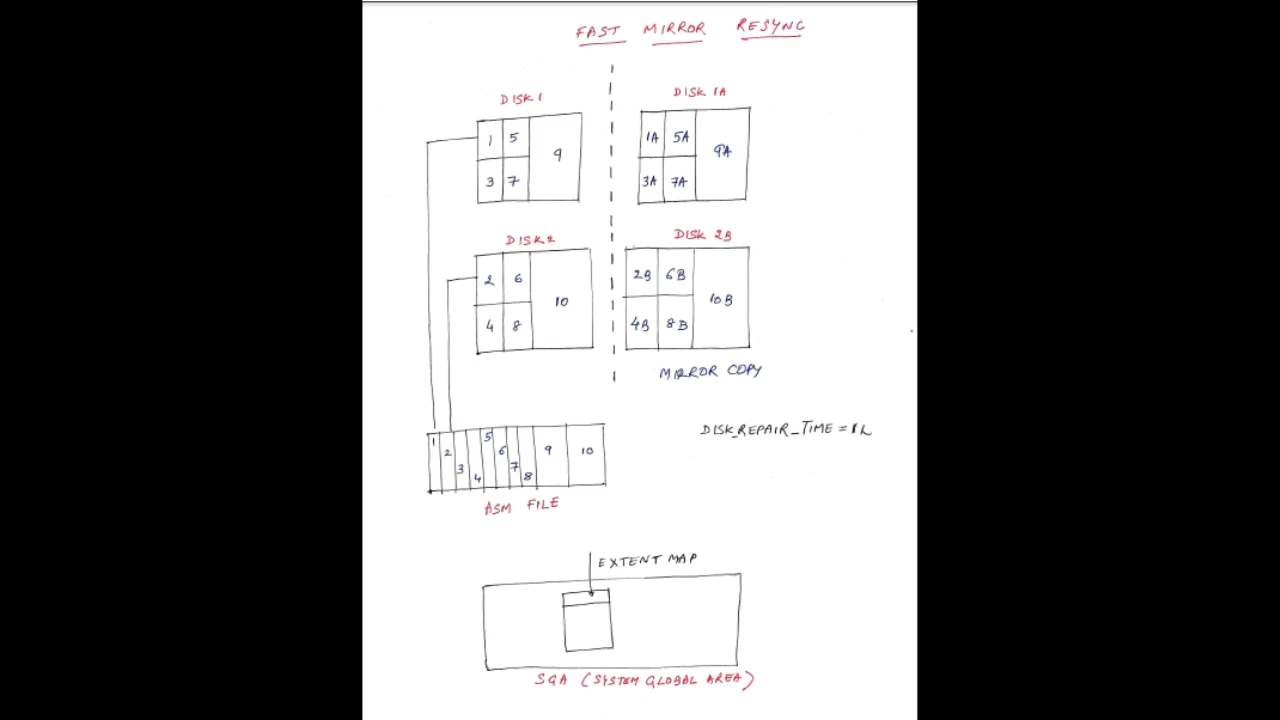 FAST MIRROR RESYNC
DISK 1
DISK 1A
1 5 9
3 7
1A 5A 9A
3A 7A
DISK 2
DISK 2B
2 6 10
4 8
2B 6B 10B
4B 8B
MIRROR COPY
DISK_REPAIR_TIME =
1 2 3 4 5 6 7 8 9 10
ASM FILE
EXTENT MAP
SGA (SYSTEM GLOBAL AREA)